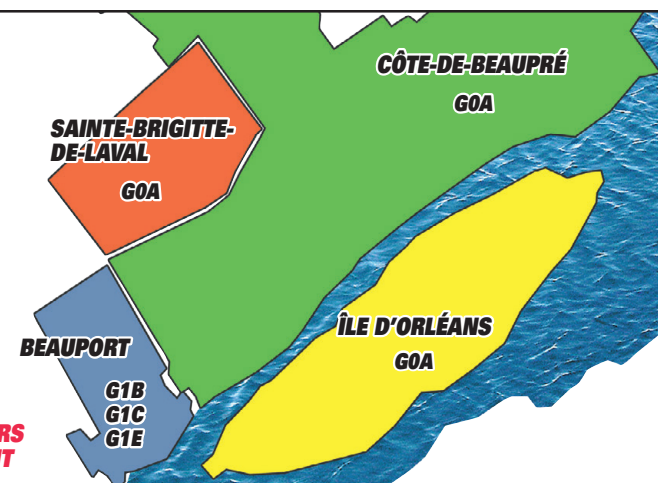 CÔTE-DE-BEAUPRÉ
G0A
SAINTE-BRIGITTE-
DE-LAVAL
G0A
ÎLE D'ORLÉANS
G0A
BEAUPORT
G1B
G1C
G1E